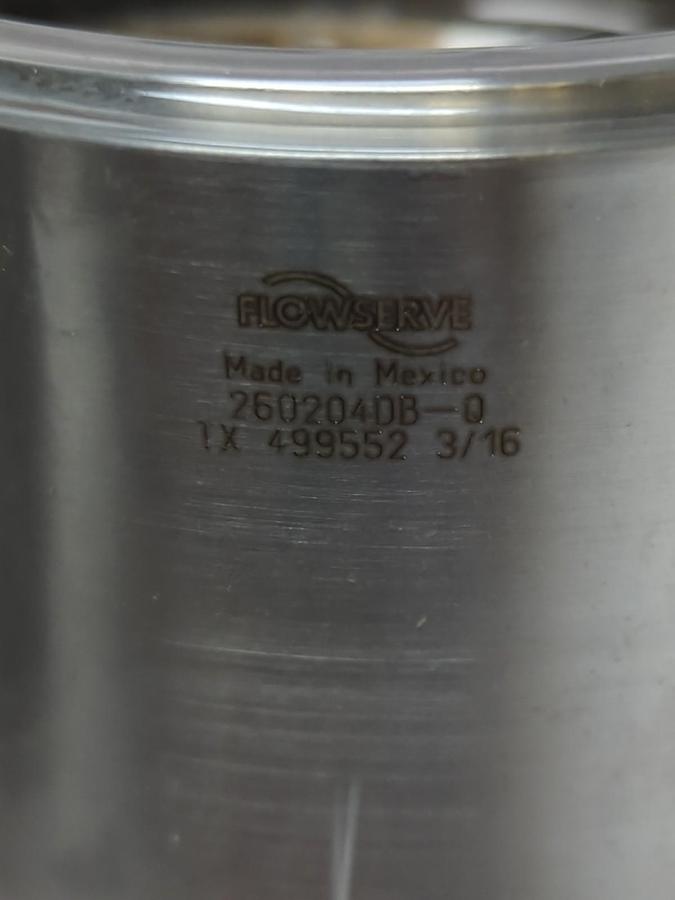 FLOWSERVE
Made in Mexico
260204DB-0
1X 499552 3/16